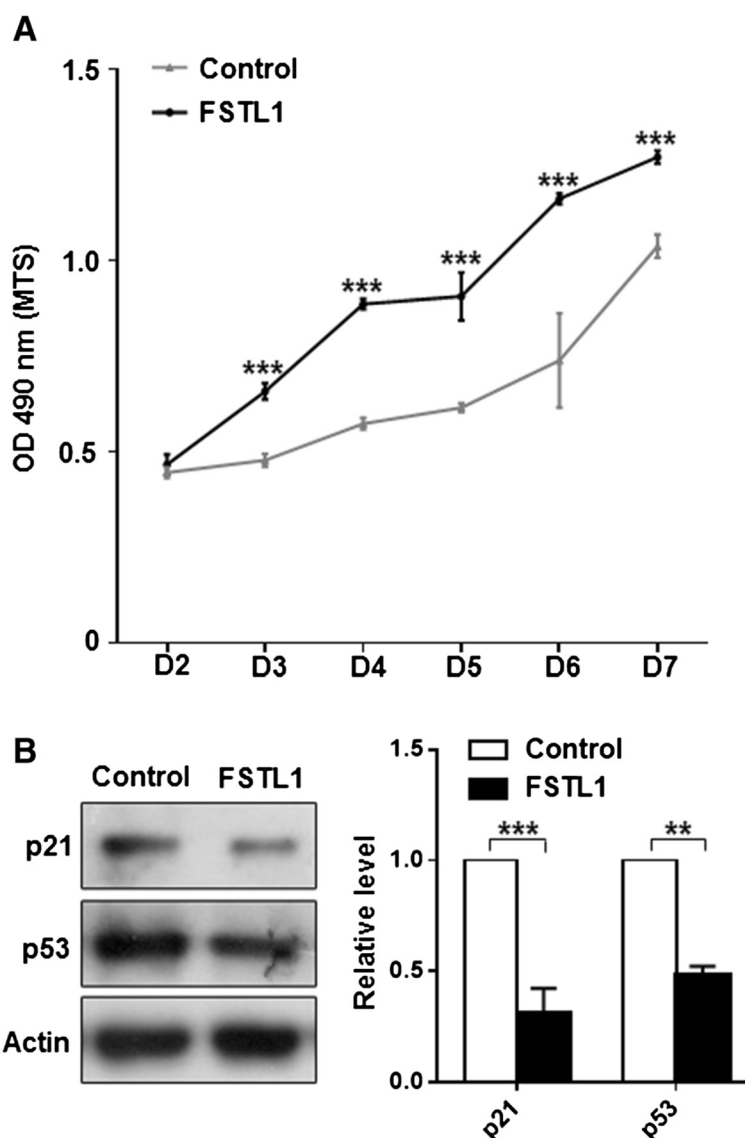 A
1.5
Control
FSTL1
***
***
***
***
***
1.0
OD 490 nm (MTS)
0.5
0
D2 D3 D4 D5 D6 D7
B
Control FSTL1
p21
p53
Actin
1.5
Control
FSTL1
*** **
1.0
Relative level
0.5
0.0
p21 p53